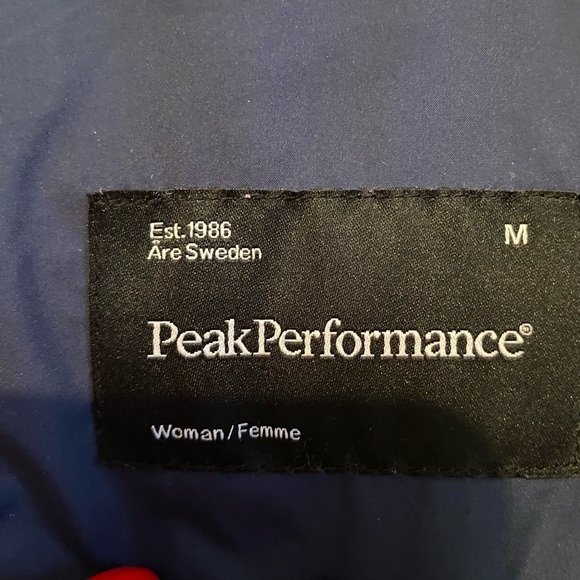 Est.1986
Åre Sweden
M
PeakPerformance®
Woman/Femme